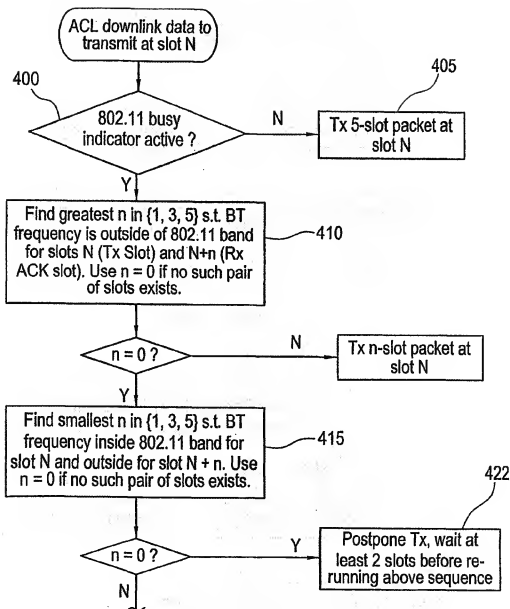 ACL downlink data to
transmit at slot N
400
802.11 busy
indicator active ?
N
405
Tx 5-slot packet at
slot N
Y
Find greatest n in {1, 3, 5} s.t. BT
frequency is outside of 802.11 band
for slots N (Tx Slot) and N+n (Rx
ACK slot). Use n = 0 if no such pair
of slots exists.
410
n = 0 ?
N
Tx n-slot packet at
slot N
Y
Find smallest n in {1, 3, 5} s.t. BT
frequency inside 802.11 band for
slot N and outside for slot N + n. Use
n = 0 if no such pair of slots exists.
415
422
n = 0 ?
Y
Postpone Tx, wait at
least 2 slots before re-
running above sequence
N